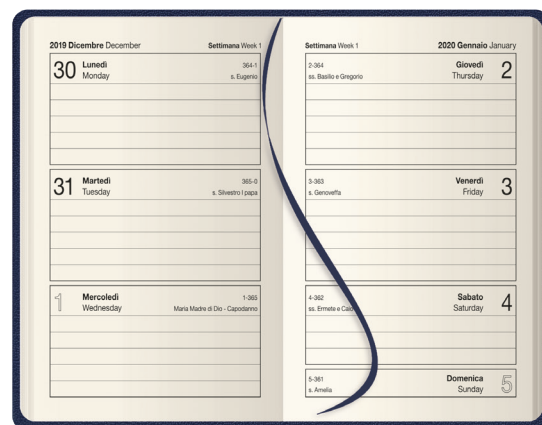 2019 Dicembre December Settimana Week 1
30 Lunedì 364-1
Monday s. Eugenio
31 Martedì 365-0
Tuesday s. Silvestro I papa
1 Mercoledì 1-365
Wednesday Maria Madre di Dio - Capodanno
Settimana Week 1 2020 Gennaio January
2-364 Giovedì 2
ss. Basilio e Gregorio Thursday
3-363 Venerdì 3
s. Genoveffa Friday
4-362 Sabato 4
ss. Ermete e Caio Saturday
5-361 Domenica 5
s. Amelia Sunday